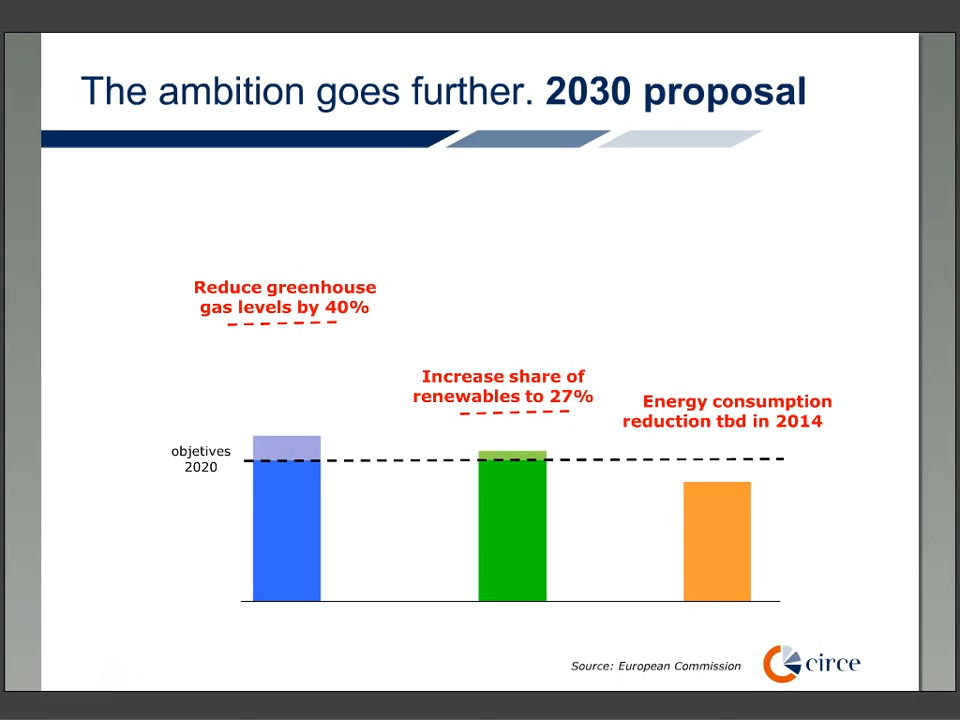 The ambition goes further. 2030 proposal
Reduce greenhouse
gas levels by 40%
Increase share of
renewables to 27%
Energy consumption
reduction tbd in 2014
objetives
2020
Source: European Commission
circe